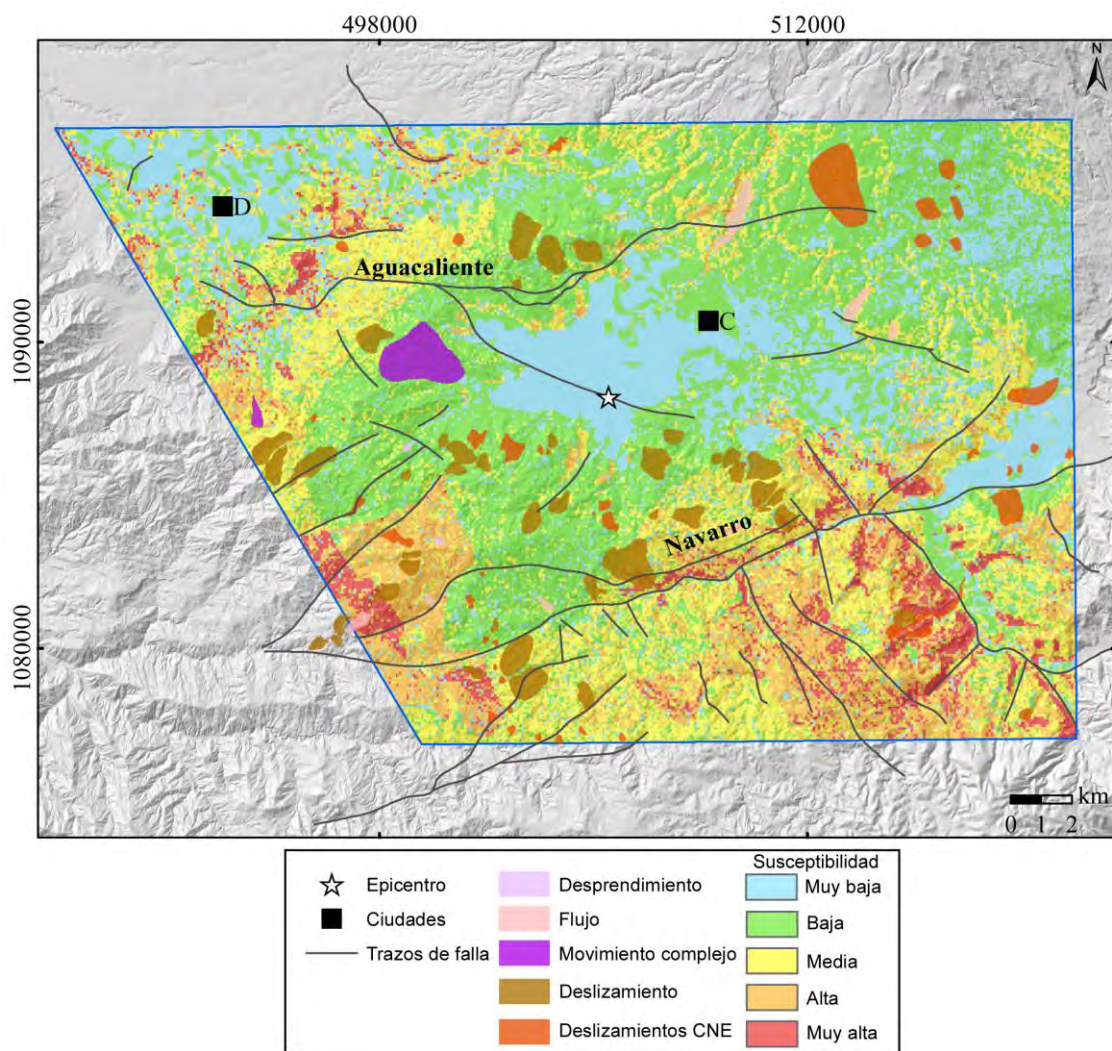 498000 512000
N
D
Aguacaliente
C
1090000
Navarro
1080000
km
0 1 2
Susceptibilidad
Epicentro Desprendimiento Muy baja
Ciudades Flujo Baja
Trazos de falla Movimiento complejo Media
Deslizamiento Alta
Deslizamientos CNE Muy alta